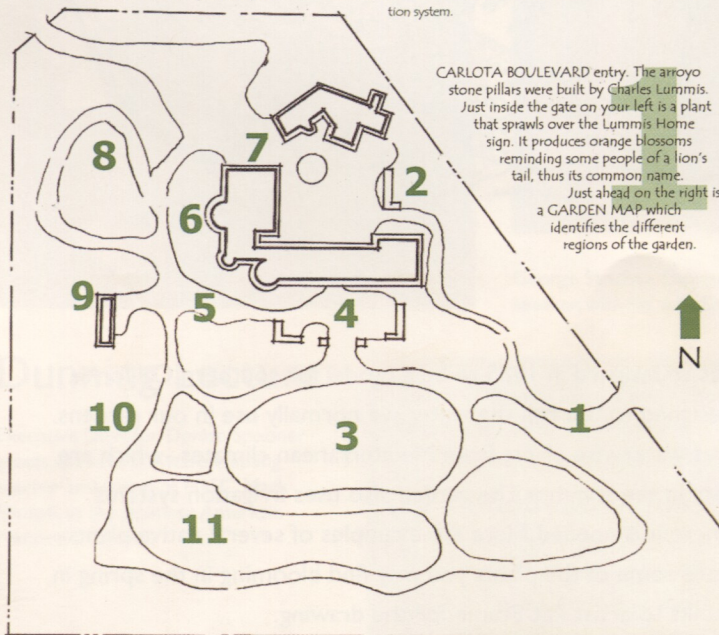 tion system.
CARLOTA BOULEVARD entry. The arroyo
stone pillars were built by Charles Lummis.
Just inside the gate on your left is a plant
that sprawls over the Lummis Home
sign. It produces orange blossoms
reminding some people of a lion's
tail, thus its common name.
Just ahead on the right is
a GARDEN MAP which
identifies the different
regions of the garden.
1
8
7
2
6
9
5
4
N
10
3
1
11